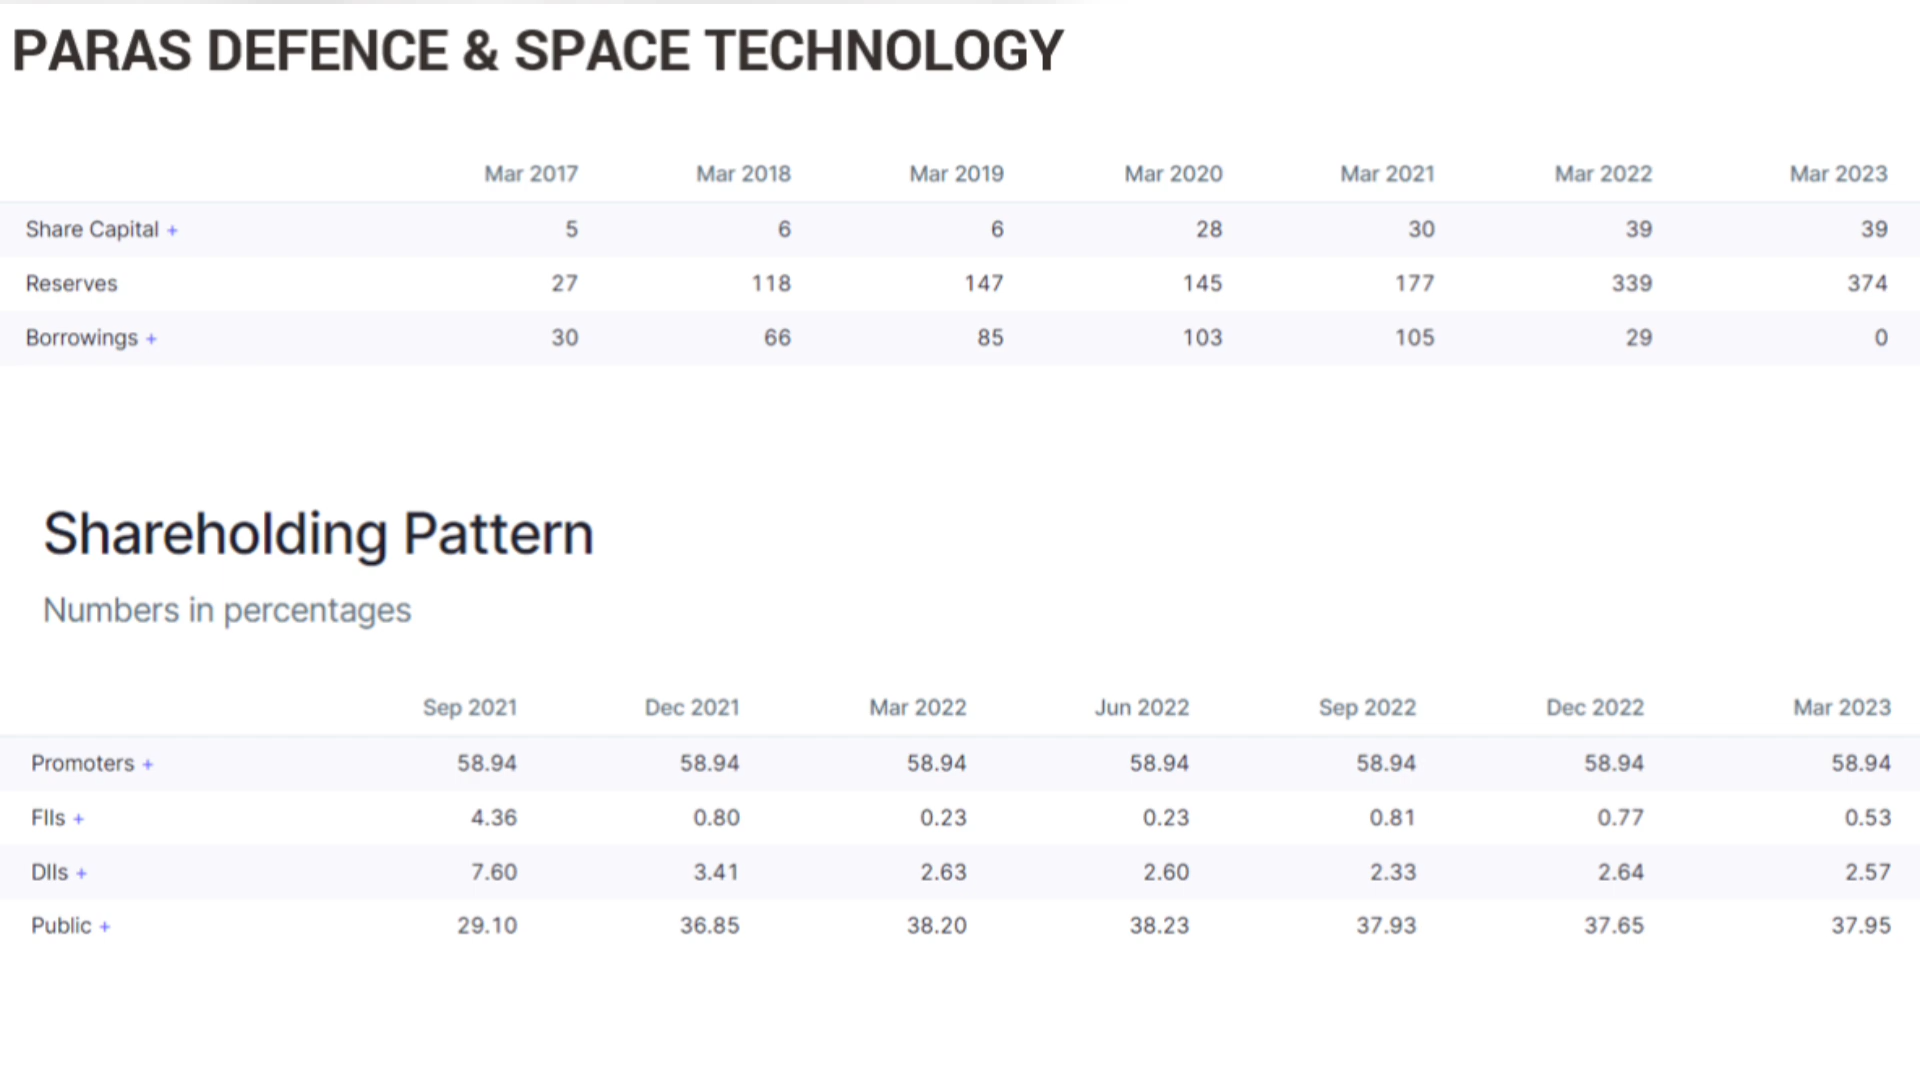 PARAS DEFENCE & SPACE TECHNOLOGY
Mar 2017 Mar 2018 Mar 2019 Mar 2020 Mar 2021 Mar 2022 Mar 2023
Share Capital + 5 6 6 28 30 39 39
Reserves 27 118 147 145 177 339 374
Borrowings + 30 66 85 103 105 29 0
Shareholding Pattern
Numbers in percentages
Sep 2021 Dec 2021 Mar 2022 Jun 2022 Sep 2022 Dec 2022 Mar 2023
Promoters + 58.94 58.94 58.94 58.94 58.94 58.94 58.94
FIIs + 4.36 0.80 0.23 0.23 0.81 0.77 0.53
DIIs + 7.60 3.41 2.63 2.60 2.33 2.64 2.57
Public + 29.10 36.85 38.20 38.23 37.93 37.65 37.95